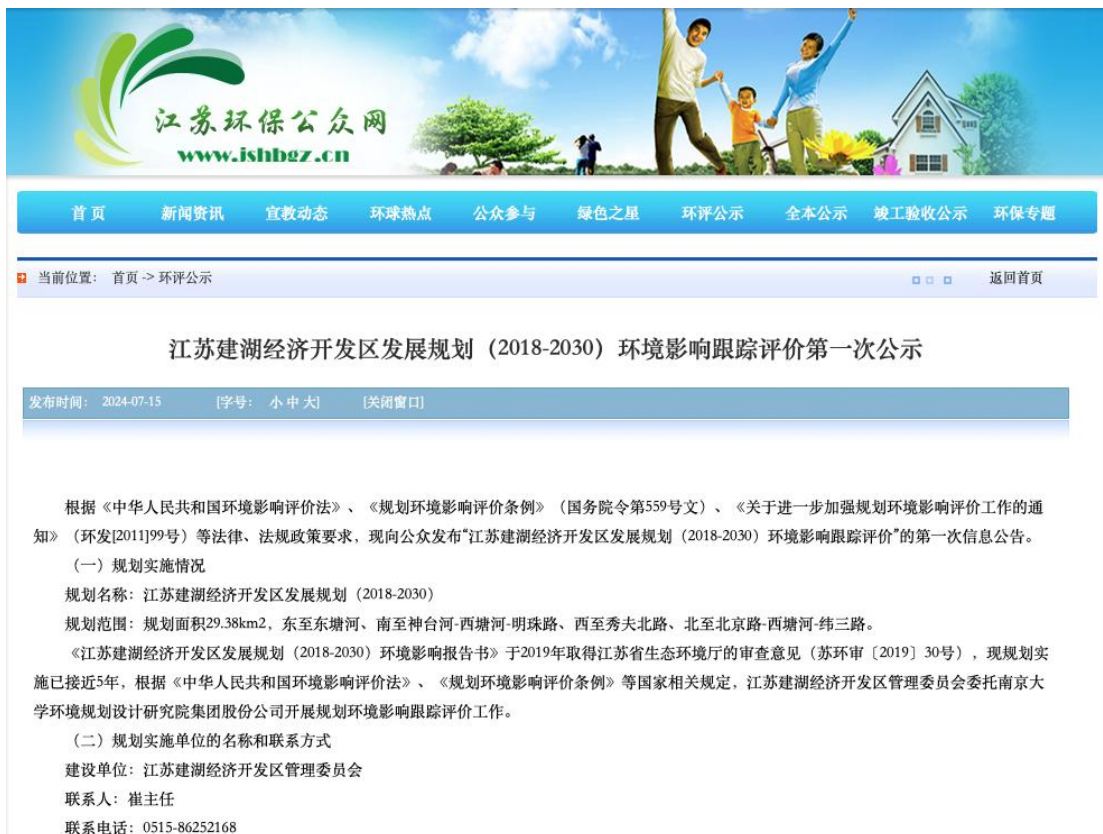 江苏环保公众网
www.jshbgz.cn
首页 新闻资讯 宣教动态 环球热点 公众参与 绿色之星 环评公示 全本公示 竣工验收公示 环保专题
当前位置： 首页 -> 环评公示 返回首页
江苏建湖经济开发区发展规划（2018-2030）环境影响跟踪评价第一次公示
发布时间： 2024-07-15 [字号： 小 中 大] [关闭窗口]
根据《中华人民共和国环境影响评价法》、《规划环境影响评价条例》（国务院令第559号文）、《关于进一步加强规划环境影响评价工作的通
知》（环发[2011]99号）等法律、法规政策要求，现向公众发布“江苏建湖经济开发区发展规划（2018-2030）环境影响跟踪评价”的第一次信息公告。
（一）规划实施情况
规划名称：江苏建湖经济开发区发展规划（2018-2030）
规划范围：规划面积29.38km2，东至东塘河、南至神台河-西塘河-明珠路、西至秀夫北路、北至北京路-西塘河-纬三路。
《江苏建湖经济开发区发展规划（2018-2030）环境影响报告书》于2019年取得江苏省生态环境厅的审查意见（苏环审〔2019〕30号），现规划实
施已接近5年，根据《中华人民共和国环境影响评价法》、《规划环境影响评价条例》等国家相关规定，江苏建湖经济开发区管理委员会委托南京大
学环境规划设计研究院集团股份公司开展规划环境影响跟踪评价工作。
（二）规划实施单位的名称和联系方式
建设单位：江苏建湖经济开发区管理委员会
联系人：崔主任
联系电话：0515-86252168